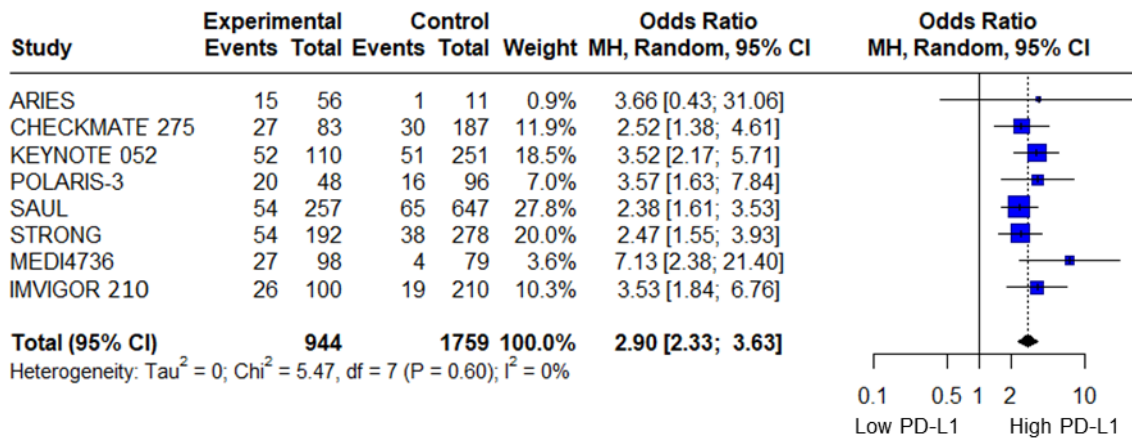 Experimental Control Odds Ratio Odds Ratio
Study Events Total Events Total Weight MH, Random, 95% CI MH, Random, 95% CI
ARIES 15 56 1 11 0.9% 3.66 [0.43; 31.06]
CHECKMATE 275 27 83 30 187 11.9% 2.52 [1.38; 4.61]
KEYNOTE 052 52 110 51 251 18.5% 3.52 [2.17; 5.71]
POLARIS-3 20 48 16 96 7.0% 3.57 [1.63; 7.84]
SAUL 54 257 65 647 27.8% 2.38 [1.61; 3.53]
STRONG 54 192 38 278 20.0% 2.47 [1.55; 3.93]
MEDI4736 27 98 4 79 3.6% 7.13 [2.38; 21.40]
IMVIGOR 210 26 100 19 210 10.3% 3.53 [1.84; 6.76]
Total (95% CI) 944 1759 100.0% 2.90 [2.33; 3.63]
Heterogeneity: Tau² = 0; Chi² = 5.47, df = 7 (P = 0.60); I² = 0%
0.1 0.5 1 2 10
Low PD-L1 High PD-L1